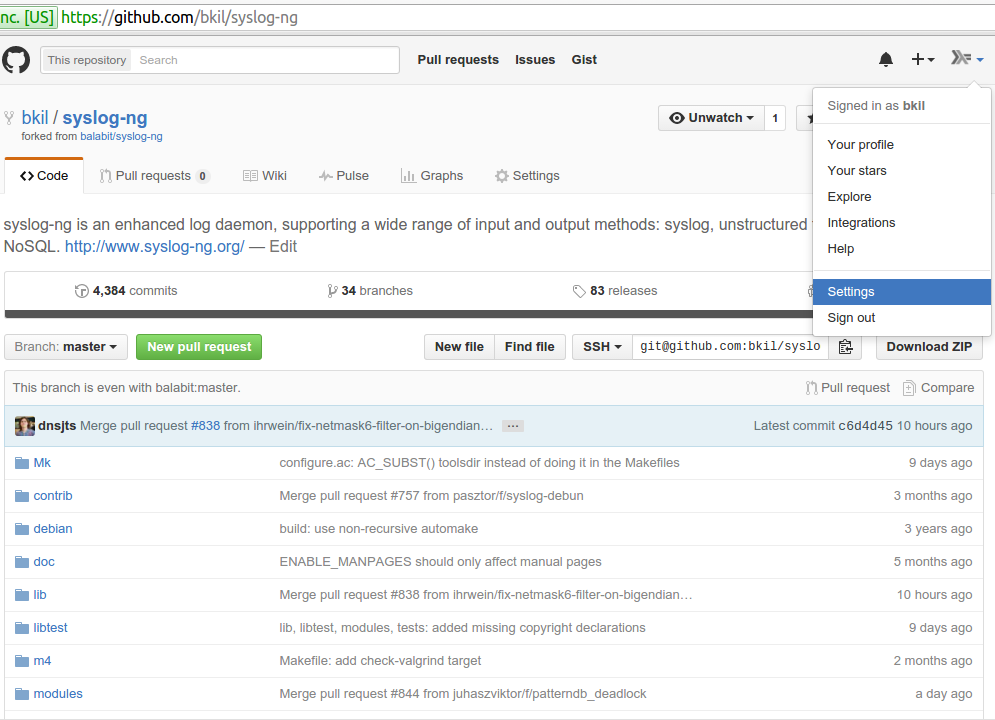 nc. [US] https://github.com/bkil/syslog-ng
This repository Search Pull requests Issues Gist
Signed in as bkil
Your profile
Your stars
Explore
Integrations
Help
Settings
Sign out
bkil / syslog-ng
forked from balabit/syslog-ng
Unwatch 1
Code Pull requests 0 Wiki Pulse Graphs Settings
syslog-ng is an enhanced log daemon, supporting a wide range of input and output methods: syslog, unstructured
NoSQL. http://www.syslog-ng.org/ — Edit
4,384 commits 34 branches 83 releases
Branch: master New pull request New file Find file SSH git@github.com:bkil/syslo Download ZIP
This branch is even with balabit:master. Pull request Compare
dnsjts Merge pull request #838 from ihrwein/fix-netmask6-filter-on-bigendian… … Latest commit c6d4d45 10 hours ago
Mk configure.ac: AC_SUBST() toolsdir instead of doing it in the Makefiles 9 days ago
contrib Merge pull request #757 from pasztor/f/syslog-debun 3 months ago
debian build: use non-recursive automake 3 years ago
doc ENABLE_MANPAGES should only affect manual pages 5 months ago
lib Merge pull request #838 from ihrwein/fix-netmask6-filter-on-bigendian… 10 hours ago
libtest lib, libtest, modules, tests: added missing copyright declarations 9 days ago
m4 Makefile: add check-valgrind target 2 months ago
modules Merge pull request #844 from juhaszviktor/f/patterndb_deadlock a day ago